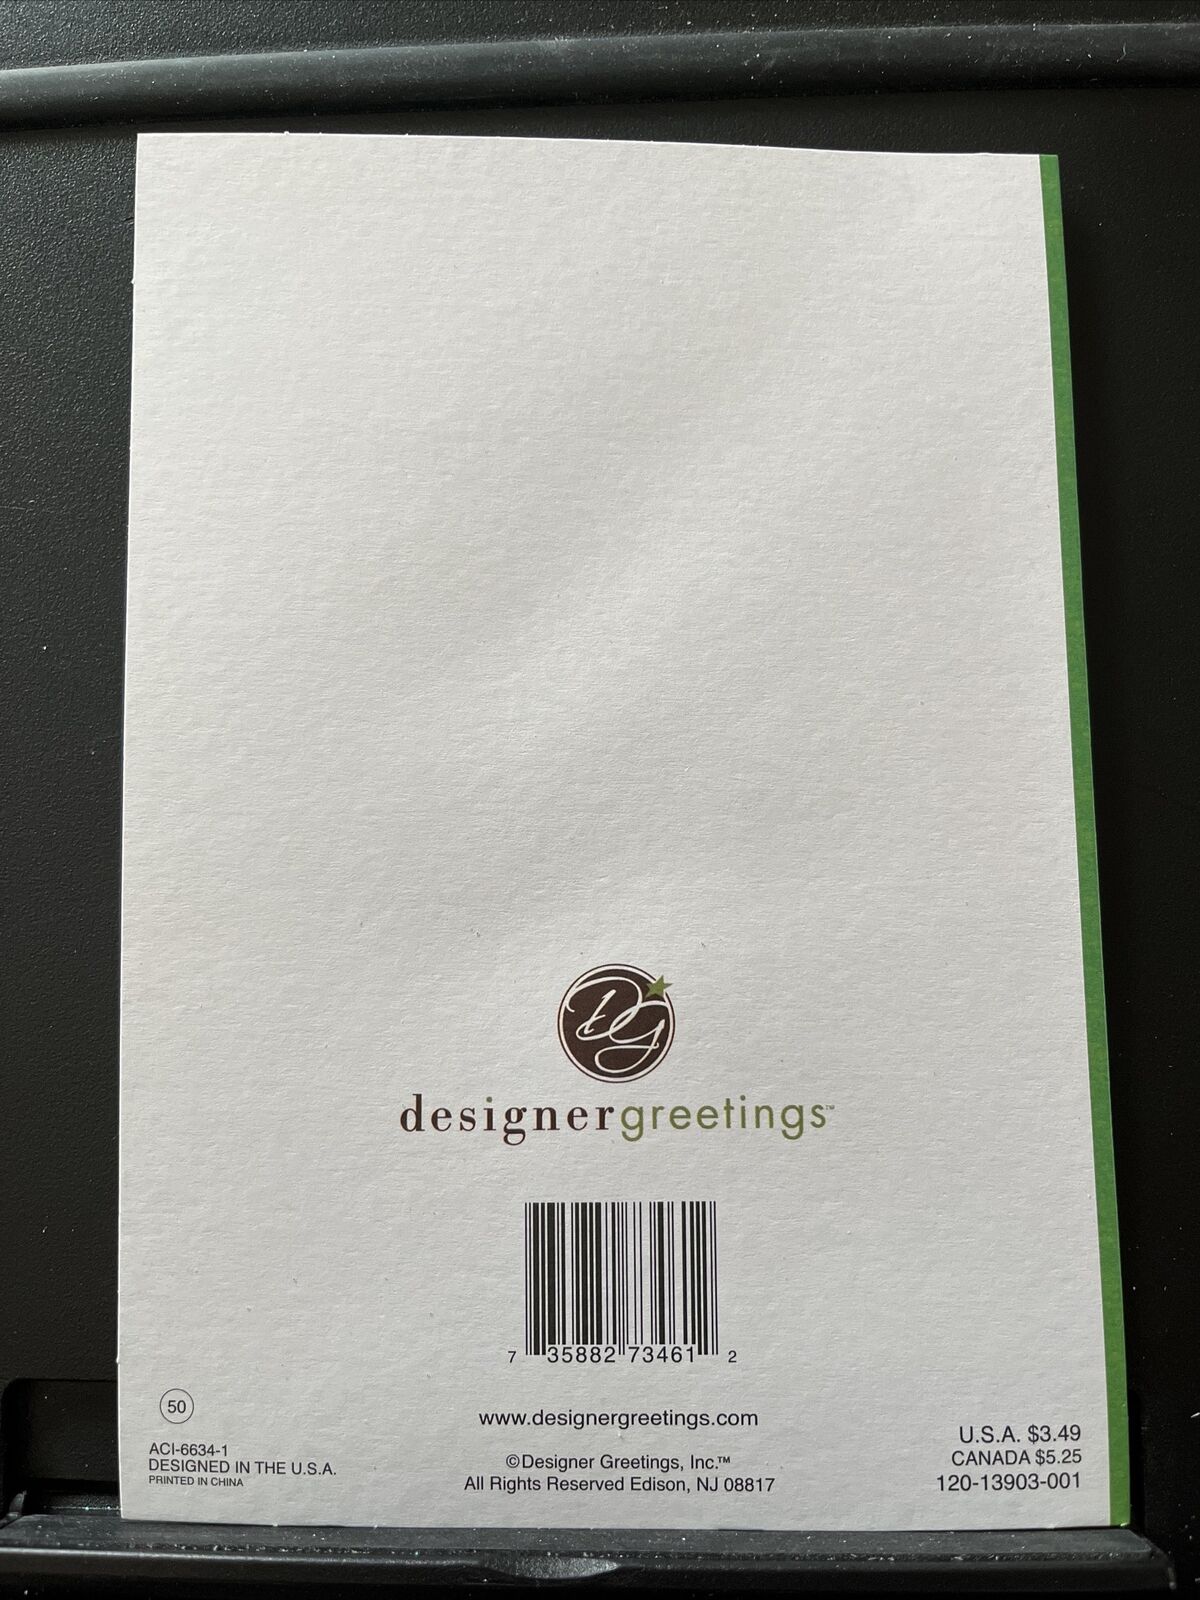 DG
designergreetings™
7 35882 73461 2
50
ACI-6634-1
DESIGNED IN THE U.S.A.
PRINTED IN CHINA
www.designergreetings.com
©Designer Greetings, Inc.™
All Rights Reserved Edison, NJ 08817
U.S.A. $3.49
CANADA $5.25
120-13903-001